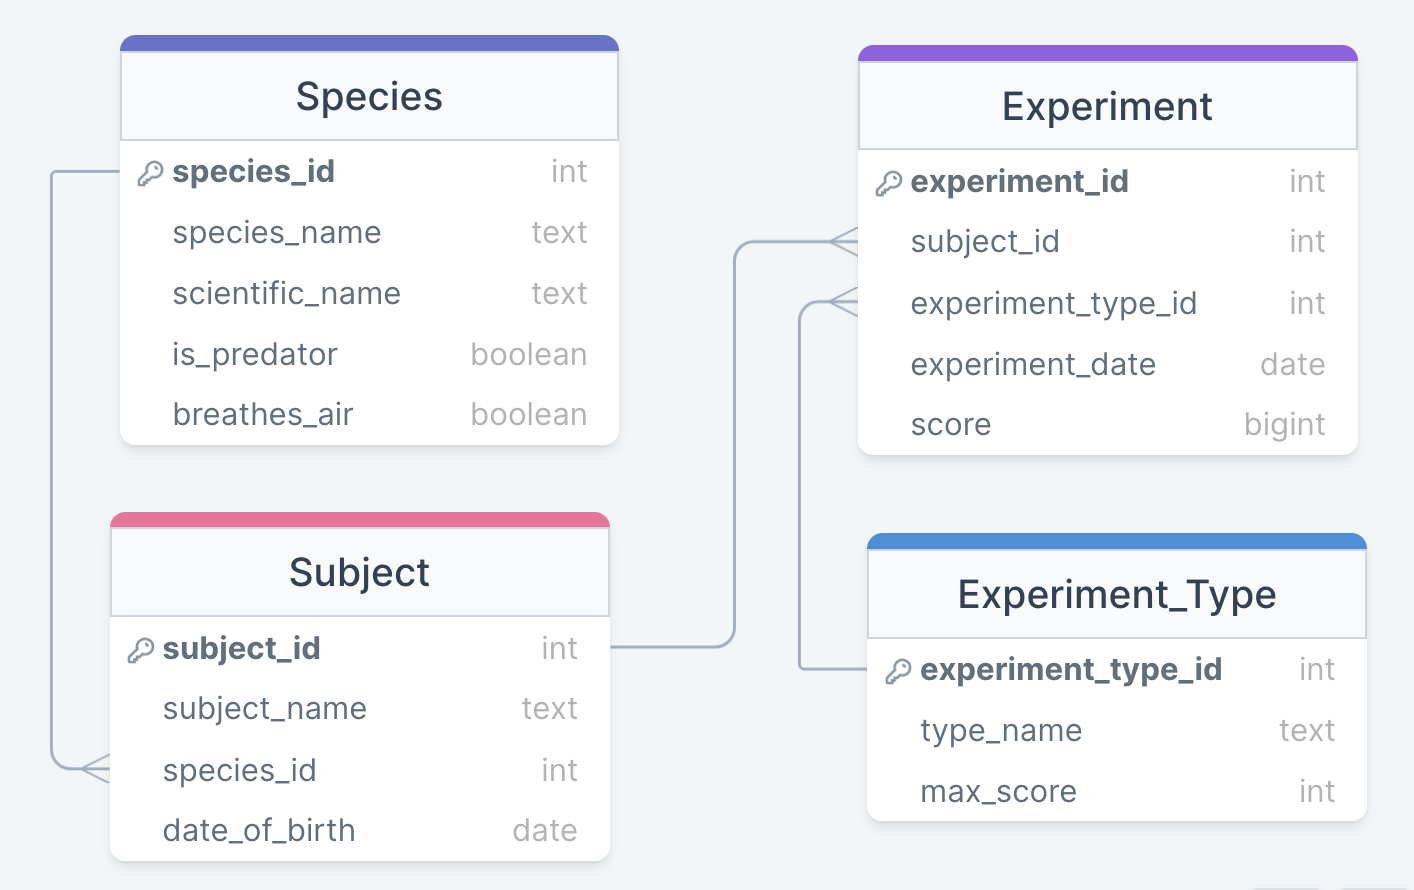 Species
species_id int
species_name text
scientific_name text
is_predator boolean
breathes_air boolean
Experiment
experiment_id int
subject_id int
experiment_type_id int
experiment_date date
score bigint
Subject
subject_id int
subject_name text
species_id int
date_of_birth date
Experiment_Type
experiment_type_id int
type_name text
max_score int